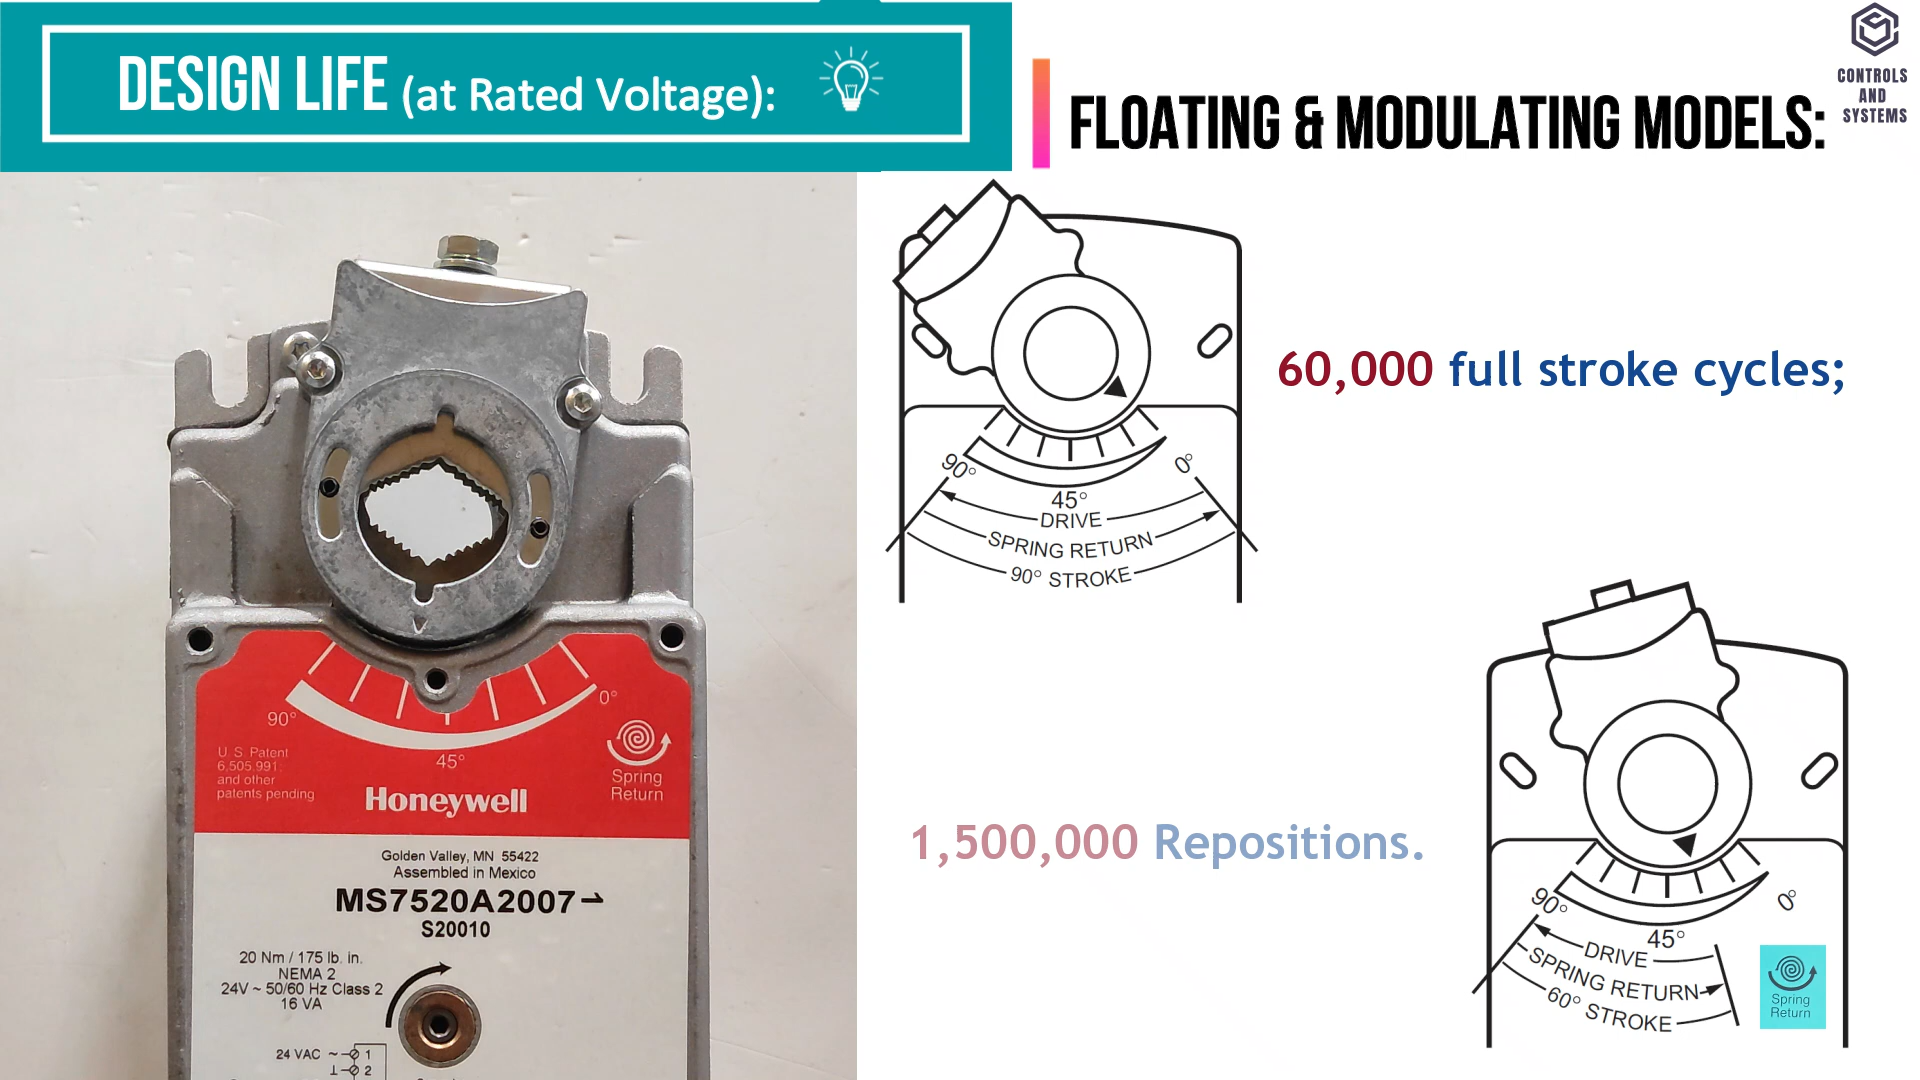 DESIGN LIFE (at Rated Voltage):
FLOATING & MODULATING MODELS:
CONTROLS
AND
SYSTEMS
90°
45°
0°
U.S. Patent
6,505,991,
and other
patents pending
Spring
Return
Honeywell
Golden Valley, MN 55422
Assembled in Mexico
MS7520A2007
S20010
20 Nm / 175 lb. in.
NEMA 2
24V ~ 50/60 Hz Class 2
16 VA
24 VAC ~ 1
2
90°
0°
45°
DRIVE
SPRING RETURN
90° STROKE
60,000 full stroke cycles;
1,500,000 Repositions.
90°
0°
45°
DRIVE
SPRING RETURN
60° STROKE
Spring
Return